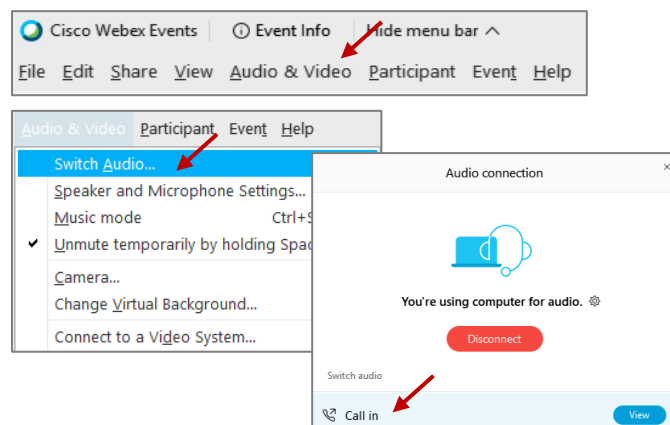 Cisco Webex Events Event Info Hide menu bar
File Edit Share View Audio & Video Participant Event Help
Audio & Video Participant Event Help
Switch Audio...
Speaker and Microphone Settings...
Music mode Ctrl+S
Unmute temporarily by holding Spac
Camera...
Change Virtual Background...
Connect to a Video System...
Audio connection
You're using computer for audio.
Disconnect
Switch audio
Call in View